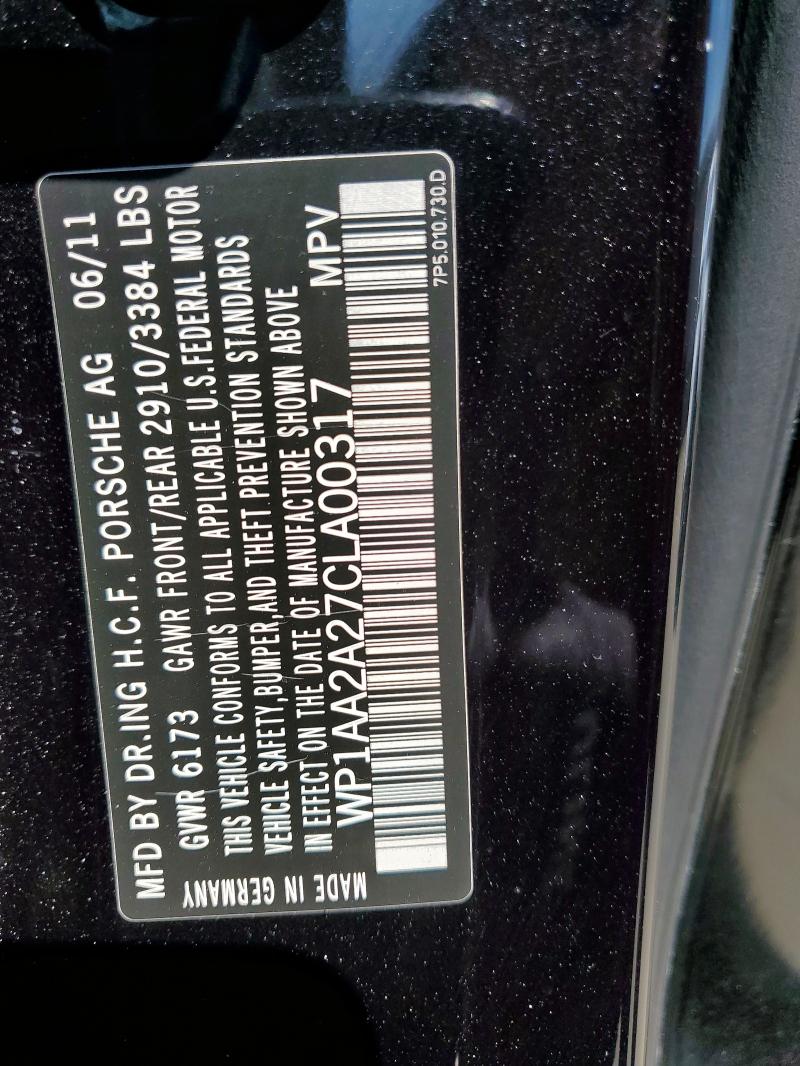 MFD BY DR.ING H.C.F. PORSCHE AG 06/11
GVWR 6173 GAWR FRONT/REAR 2910/3384 LBS
THIS VEHICLE CONFORMS TO ALL APPLICABLE U.S.FEDERAL MOTOR
VEHICLE SAFETY,BUMPER,AND THEFT PREVENTION STANDARDS
IN EFFECT ON THE DATE OF MANUFACTURE SHOWN ABOVE
WP1AA2A27CLA00317 MPV
MADE IN GERMANY
7P5.010.730.D